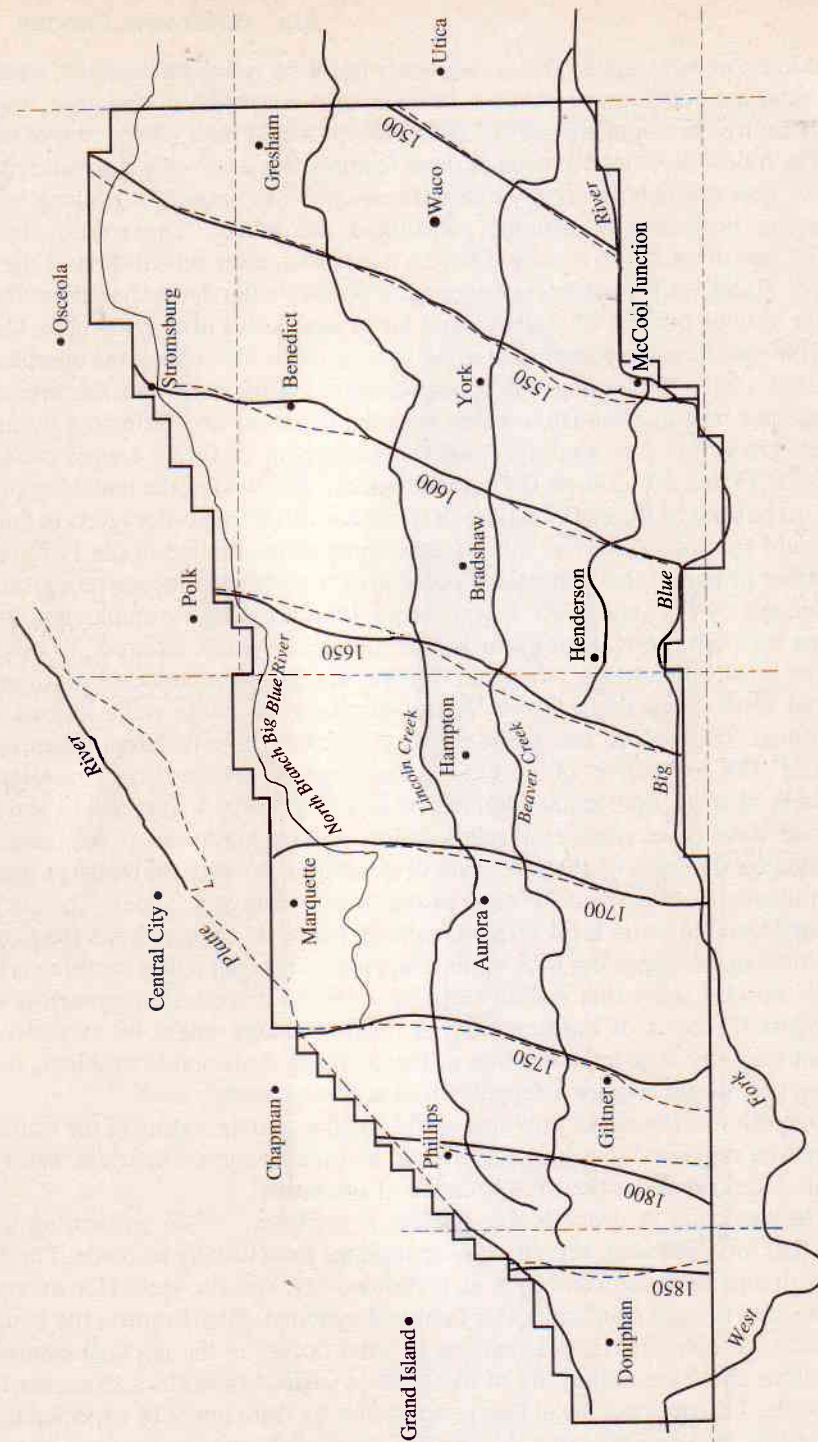 Utica
Gresham
Waco
1500
River
Osceola
Stromsburg
Benedict
York
1550
McCool Junction
Polk
1600
Bradshaw
Henderson
Blue
River
1650
North Branch Big Blue River
Lincoln Creek
Hampton
Beaver Creek
Big
Central City
Platte
Marquette
Aurora
1700
Chapman
1750
Giltner
Fork
Phillips
1800
Grand Island
1850
Doniphan
West